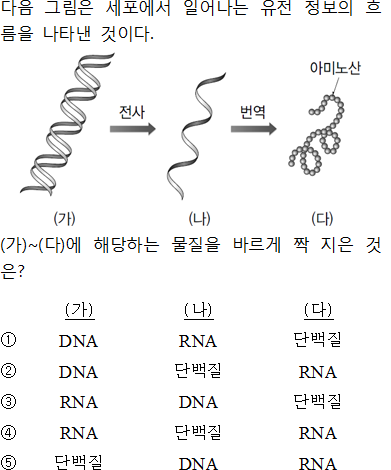 다음 그림은 세포에서 일어나는 유전 정보의 흐
름을 나타낸 것이다.
전사 번역 아미노산
(가) (나) (다)
(가)~(다)에 해당하는 물질을 바르게 짝 지은 것
은?
(가) (나) (다)
① DNA RNA 단백질
② DNA 단백질 RNA
③ RNA DNA 단백질
④ RNA 단백질 RNA
⑤ 단백질 DNA RNA